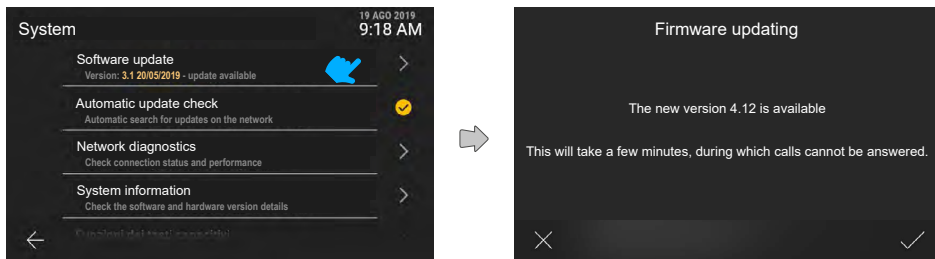 System
19 AGO 2019
9:18 AM
Software update
Version: 3.1 20/05/2019 - update available
Automatic update check
Automatic search for updates on the network
Network diagnostics
Check connection status and performance
System information
Check the software and hardware version details
Funzioni dei tasti
Firmware updating
The new version 4.12 is available
This will take a few minutes, during which calls cannot be answered.